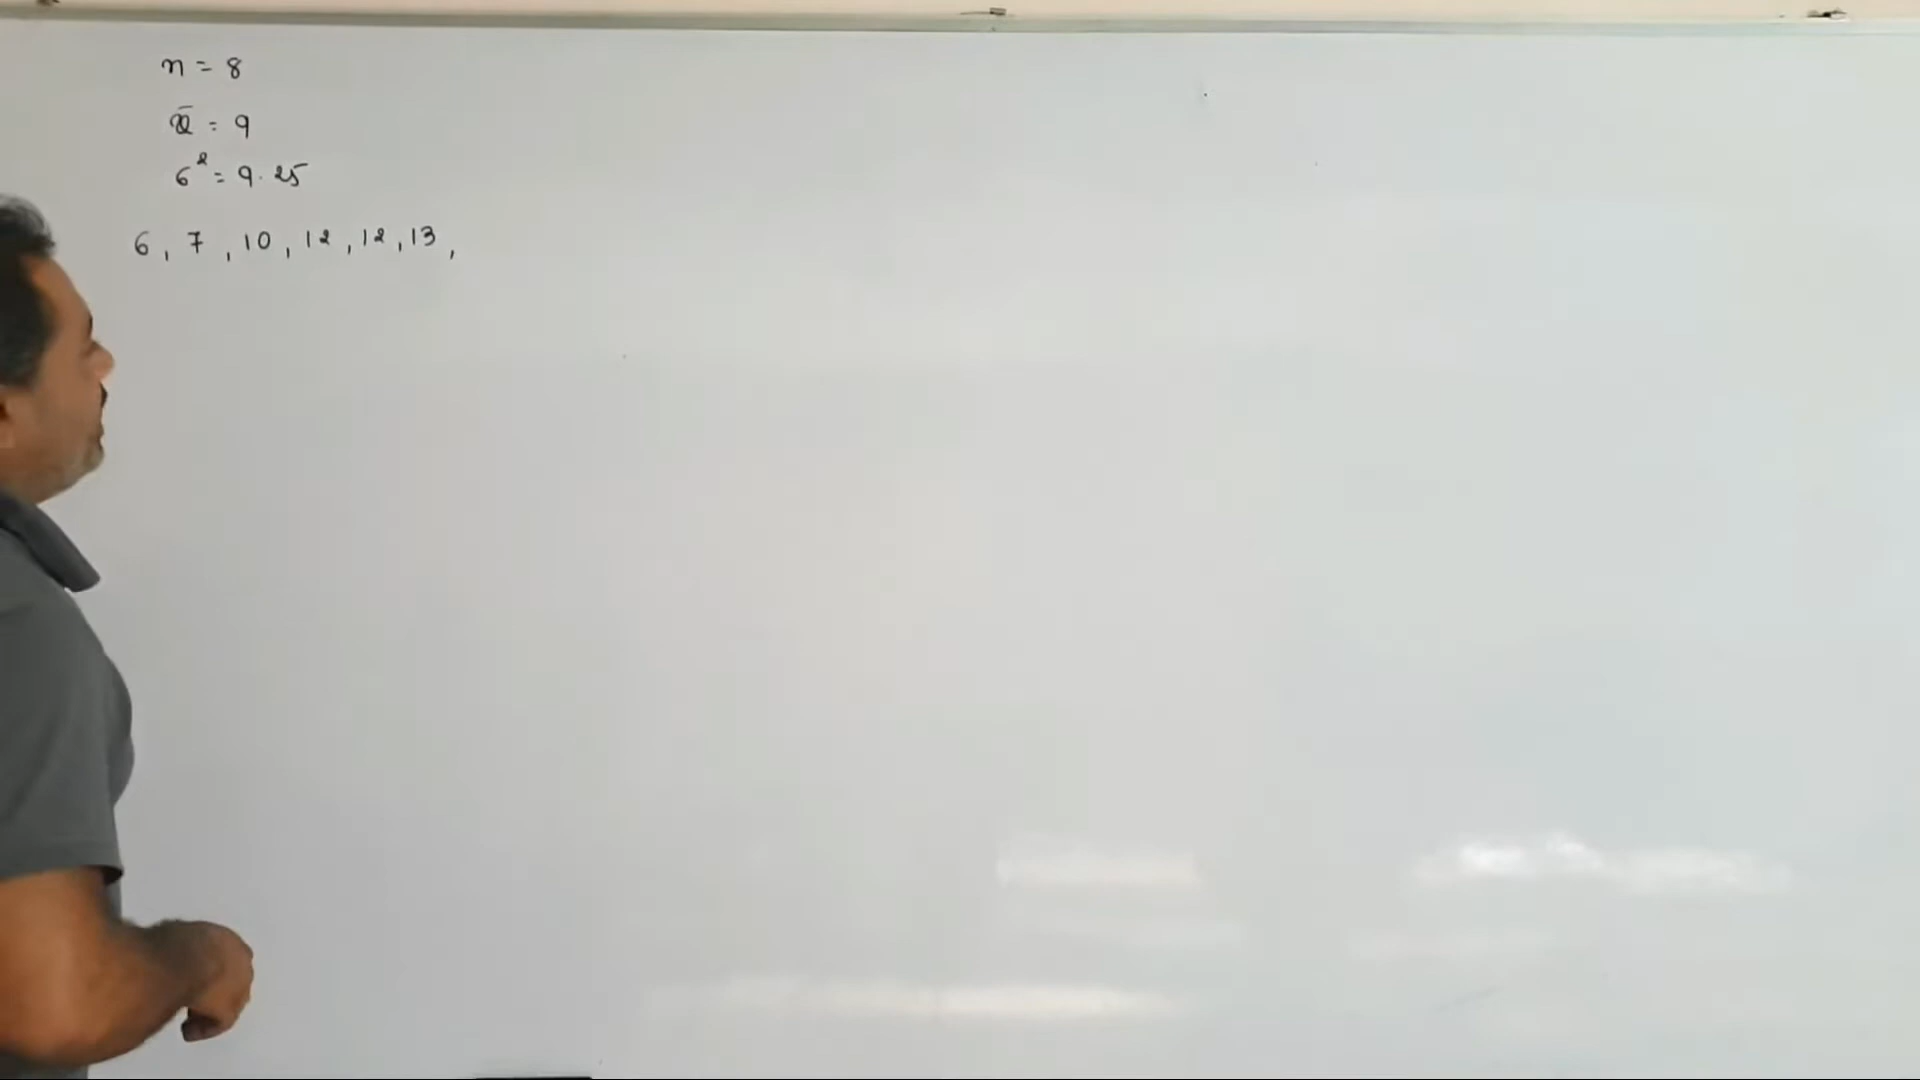 n = 8
x̄ = 9
σ² = 9.25
6, 7, 10, 12, 12, 13,